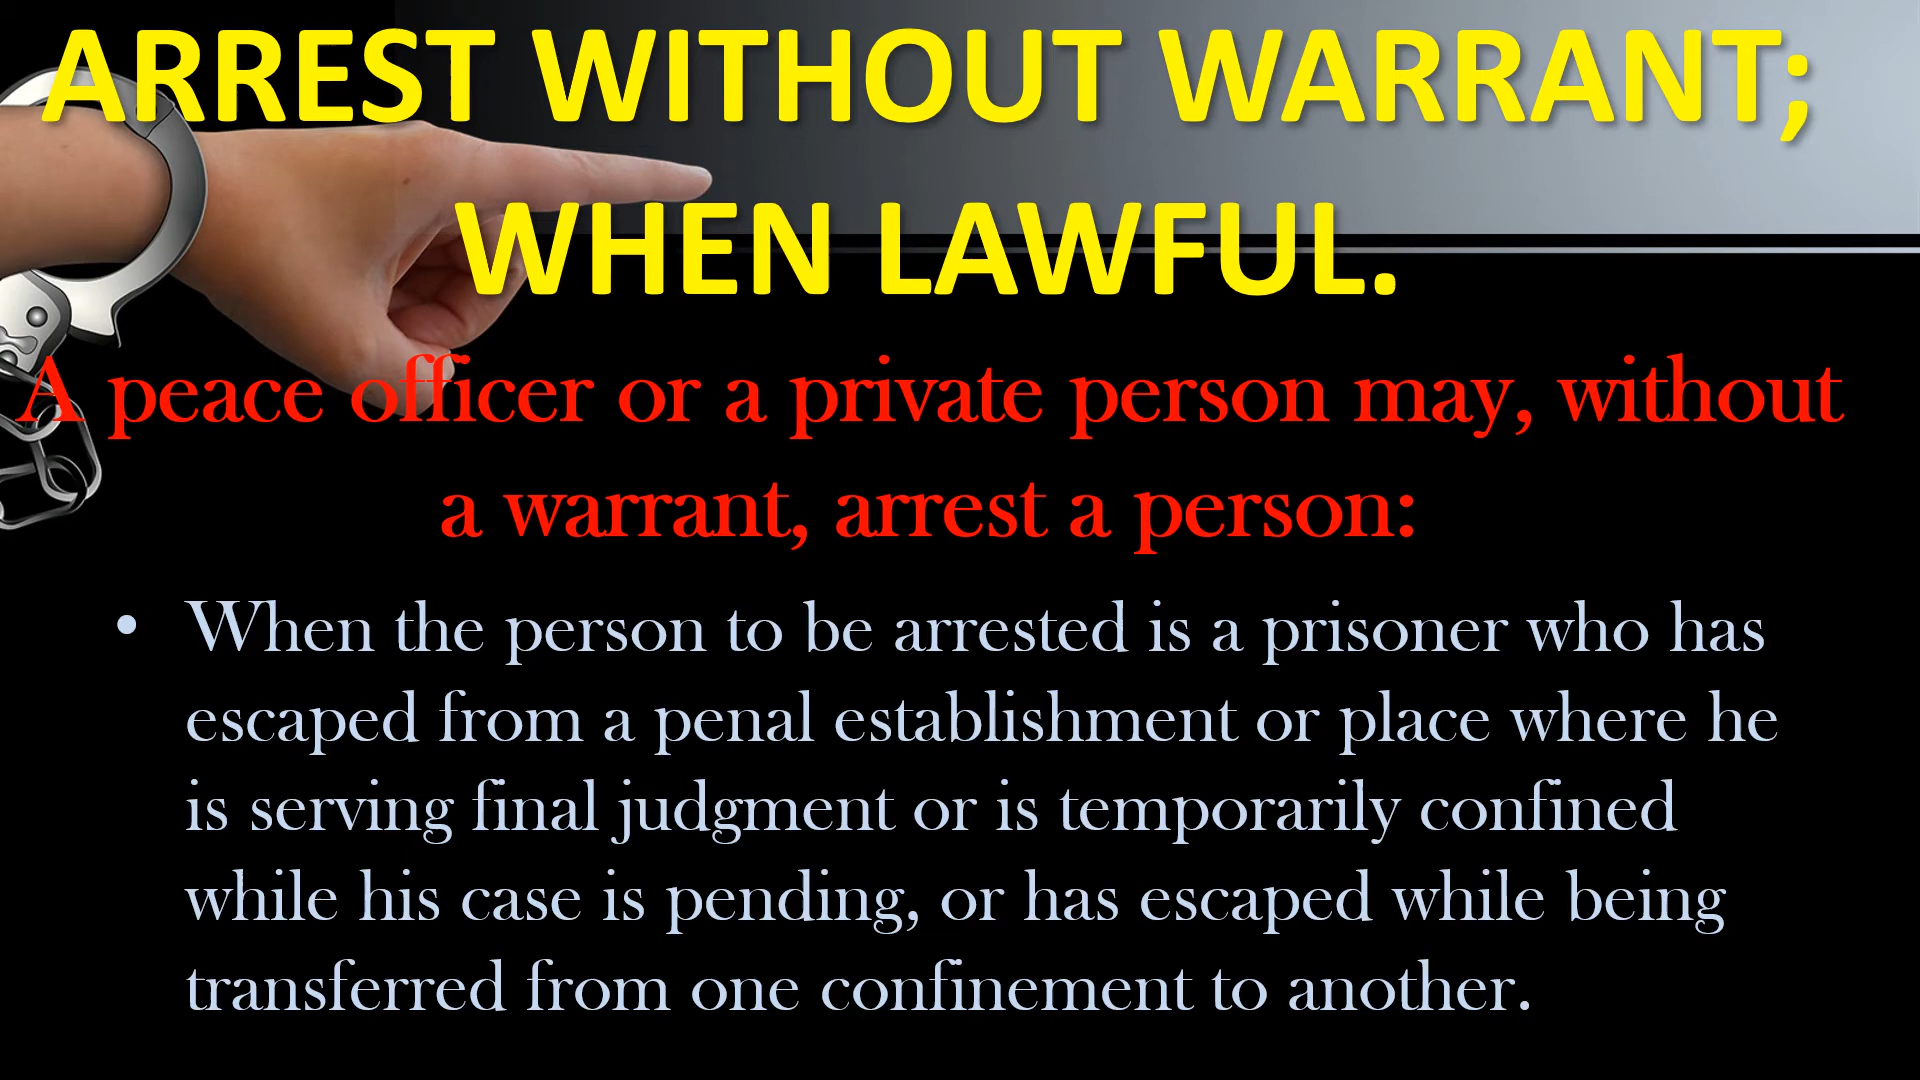 ARREST WITHOUT WARRANT;
WHEN LAWFUL.
A peace officer or a private person may, without
a warrant, arrest a person:
• When the person to be arrested is a prisoner who has
escaped from a penal establishment or place where he
is serving final judgment or is temporarily confined
while his case is pending, or has escaped while being
transferred from one confinement to another.